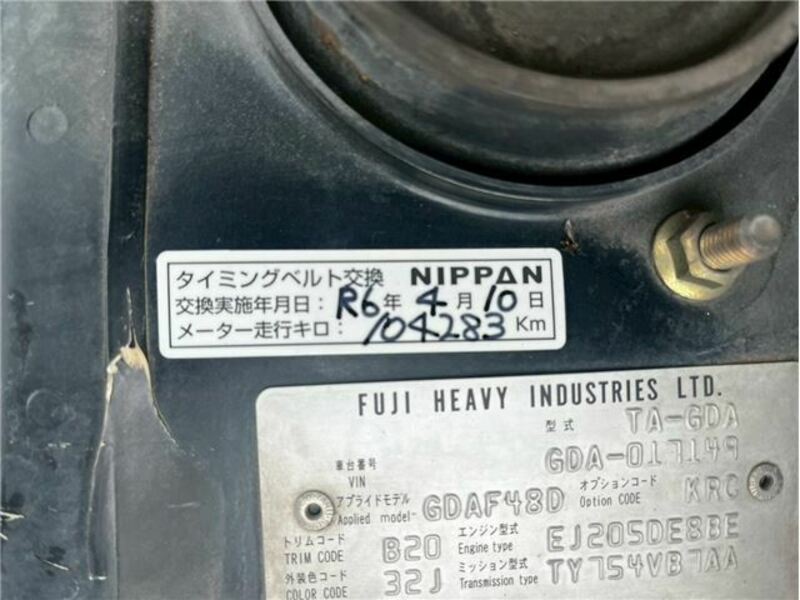 タイミングベルト交換 NIPPAN
交換実施年月日： R6年 4月 10日
メーター走行キロ： 104283 Km
FUJI HEAVY INDUSTRIES LTD.
型式 TA-GDA
車台番号 GDA-017149
VIN
アプライドモデル オプションコード
Applied model- GDAF48D Option CODE KRC
トリムコード エンジン型式
TRIM CODE B20 Engine type EJ205DE8BE
外装色コード ミッション型式
COLOR CODE 32J Transmission type TY754VB7AA